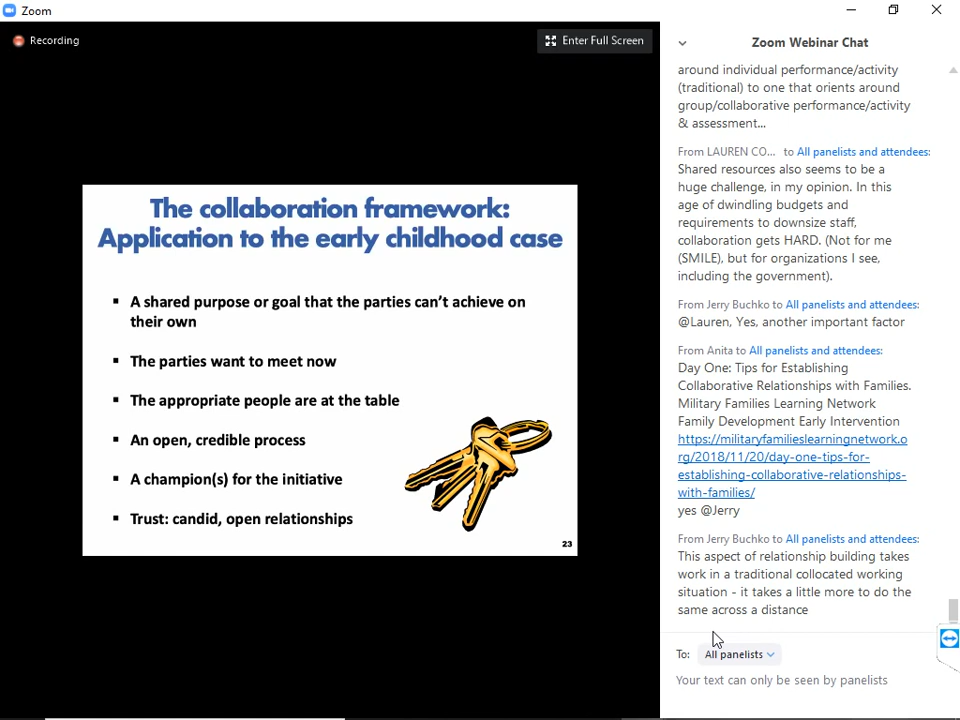 Zoom
Recording
Enter Full Screen
The collaboration framework:
Application to the early childhood case
▪ A shared purpose or goal that the parties can't achieve on
their own
▪ The parties want to meet now
▪ The appropriate people are at the table
▪ An open, credible process
▪ A champion(s) for the initiative
▪ Trust: candid, open relationships
23
Zoom Webinar Chat
around individual performance/activity
(traditional) to one that orients around
group/collaborative performance/activity
& assessment...
From LAUREN CO... to All panelists and attendees:
Shared resources also seems to be a
huge challenge, in my opinion. In this
age of dwindling budgets and
requirements to downsize staff,
collaboration gets HARD. (Not for me
(SMILE), but for organizations I see,
including the government).
From Jerry Buchko to All panelists and attendees:
@Lauren, Yes, another important factor
From Anita to All panelists and attendees:
Day One: Tips for Establishing
Collaborative Relationships with Families.
Military Families Learning Network
Family Development Early Intervention
https://militaryfamilieslearningnetwork.o
rg/2018/11/20/day-one-tips-for-
establishing-collaborative-relationships-
with-families/
yes @Jerry
From Jerry Buchko to All panelists and attendees:
This aspect of relationship building takes
work in a traditional collocated working
situation - it takes a little more to do the
same across a distance
To: All panelists
Your text can only be seen by panelists